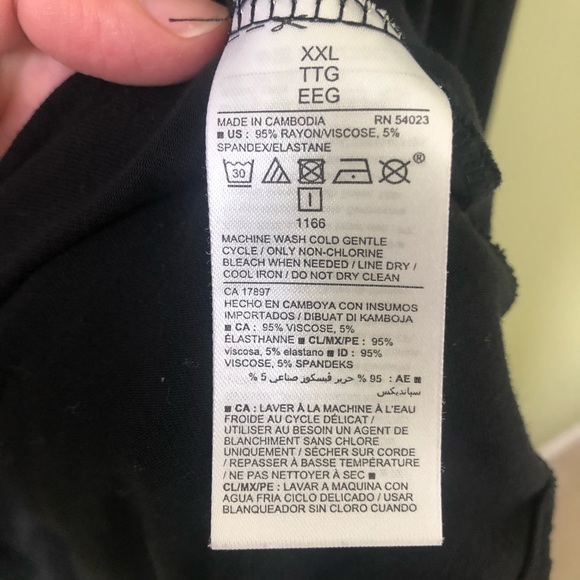 XXL
TTG
EEG
MADE IN CAMBODIA RN 54023
■ US : 95% RAYON/VISCOSE, 5%
SPANDEX/ELASTANE
30 ®
I
1166
MACHINE WASH COLD GENTLE
CYCLE / ONLY NON-CHLORINE
BLEACH WHEN NEEDED / LINE DRY /
COOL IRON / DO NOT DRY CLEAN
CA 17897
HECHO EN CAMBOYA CON INSUMOS
IMPORTADOS / DIBUAT DI KAMBOJA
■ CA : 95% VISCOSE, 5%
ÉLASTHANNE ■ CL/MX/PE : 95%
viscosa, 5% elastano ■ ID : 95%
VISCOSE, 5% SPANDEKS
■ AE : 95 % حرير ڤيسكوز صناعي 5 %
سبانديكس
■ CA : LAVER À LA MACHINE À L'EAU
FROIDE AU CYCLE DÉLICAT /
UTILISER AU BESOIN UN AGENT DE
BLANCHIMENT SANS CHLORE
UNIQUEMENT / SÉCHER SUR CORDE
/ REPASSER À BASSE TEMPÉRATURE
/ NE PAS NETTOYER À SEC ■
CL/MX/PE : LAVAR A MAQUINA CON
AGUA FRIA CICLO DELICADO / USAR
BLANQUEADOR SIN CLORO CUANDO